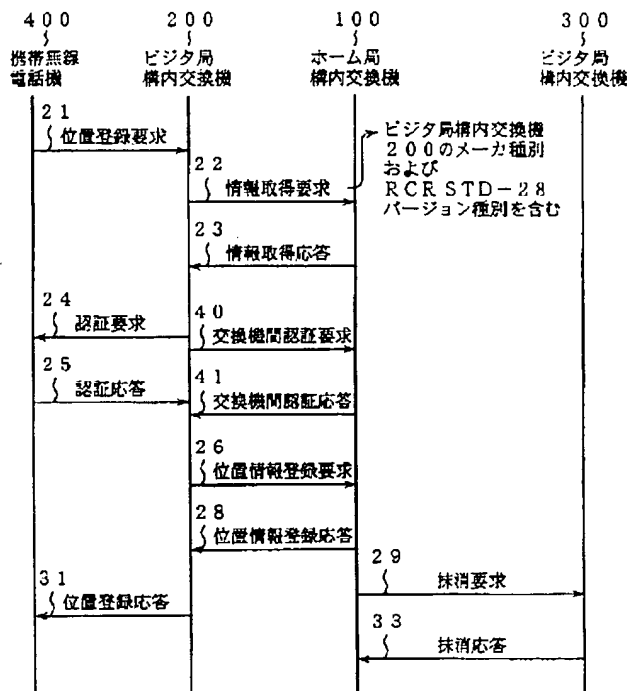 400 200 100 300
携帯無線電話機
ビジタ局構内交換機
ホーム局構内交換機
ビジタ局構内交換機
21
位置登録要求
22
情報取得要求
ビジタ局構内交換機
200のメーカ種別
および
RCR STD-28
バージョン種別を含む
23
情報取得応答
24
認証要求
40
交換機間認証要求
25
認証応答
41
交換機間認証応答
26
位置情報登録要求
28
位置情報登録応答
29
抹消要求
31
位置登録応答
33
抹消応答